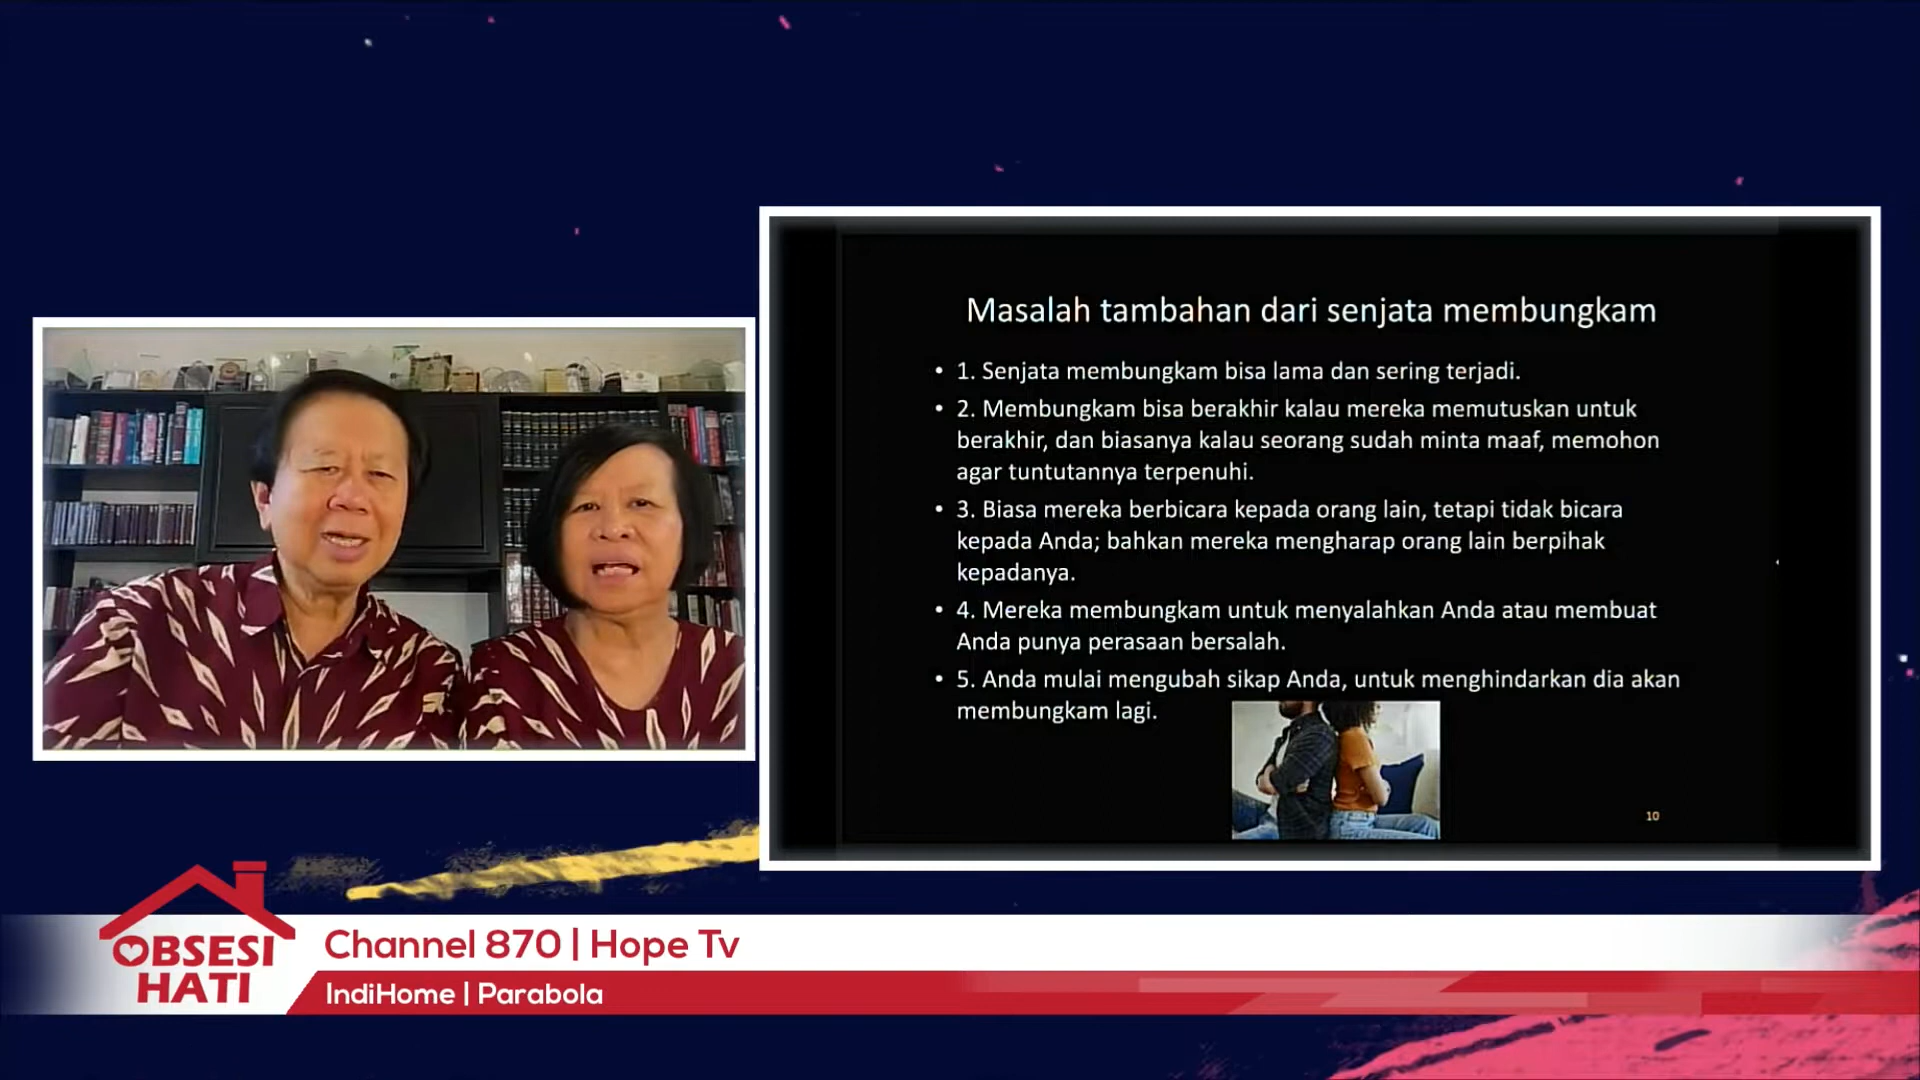 Masalah tambahan dari senjata membungkam
• 1. Senjata membungkam bisa lama dan sering terjadi.
• 2. Membungkam bisa berakhir kalau mereka memutuskan untuk
berakhir, dan biasanya kalau seorang sudah minta maaf, memohon
agar tuntutannya terpenuhi.
• 3. Biasa mereka berbicara kepada orang lain, tetapi tidak bicara
kepada Anda; bahkan mereka mengharap orang lain berpihak
kepadanya.
• 4. Mereka membungkam untuk menyalahkan Anda atau membuat
Anda punya perasaan bersalah.
• 5. Anda mulai mengubah sikap Anda, untuk menghindarkan dia akan
membungkam lagi.
10
OBSESI
HATI
Channel 870 | Hope Tv
IndiHome | Parabola